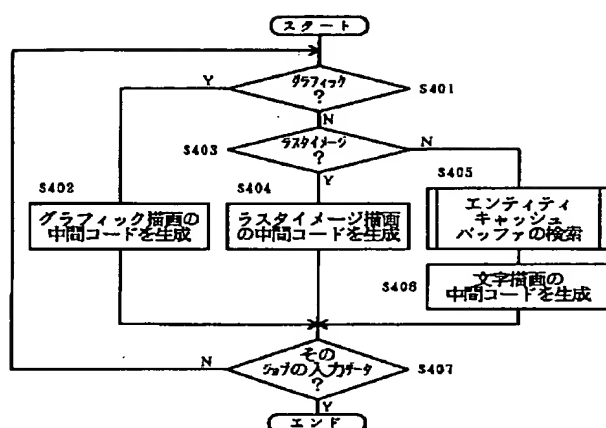 スタート
グラフィック
?
Y
S401
N
S403
ラスタイメージ
?
N
Y
S402
S404
S405
グラフィック描画の
中間コードを生成
ラスタイメージ描画
の中間コードを生成
エンティティ
キャッシュ
バッファの検索
S406
文字描画の
中間コードを生成
その
ジョブの入力データ
?
N
S407
Y
エンド